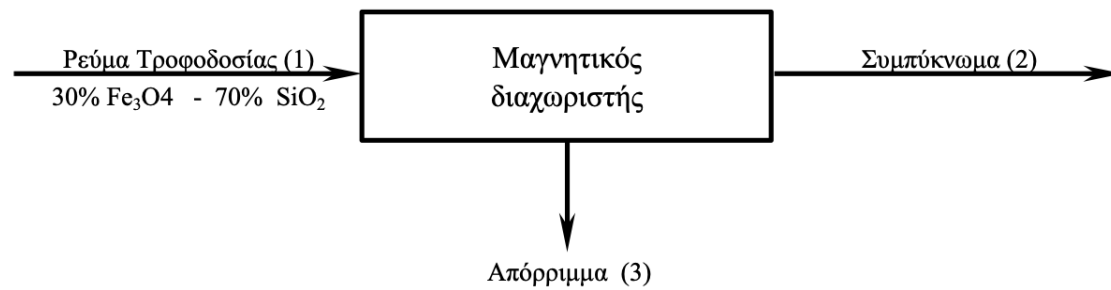 Ρεύμα Τροφοδοσίας (1)
30% Fe₃O4 - 70% SiO₂
Μαγνητικός
διαχωριστής
Συμπύκνωμα (2)
Απόρριμμα (3)